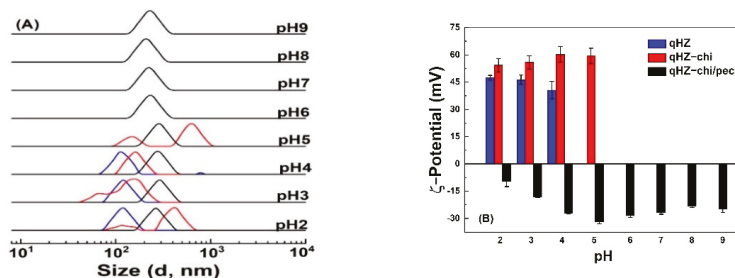 (A)
pH9
pH8
pH7
pH6
pH5
pH4
pH3
pH2
10¹ 10² 10³ 10⁴
Size (d, nm)
75
60
45
30
15
0
-15
-30
ζ-Potential (mV)
qHZ
qHZ-chi
qHZ-chi/pec
(B)
2 3 4 5 6 7 8 9
pH